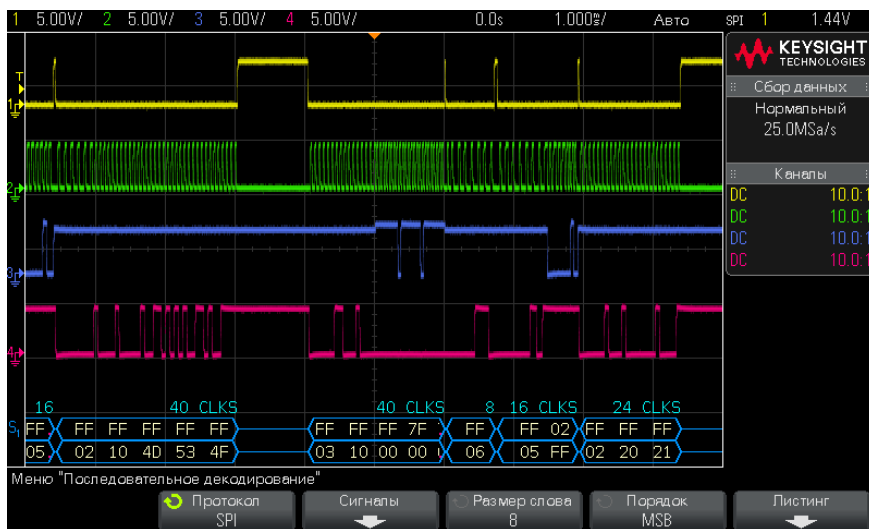 1 5.00V/ 2 5.00V/ 3 5.00V/ 4 5.00V/ 0.0s 1.000ms/ Авто SPI 1 1.44V
KEYSIGHT
TECHNOLOGIES
Сбор данных
Нормальный
25.0MSa/s
Каналы
DC 10.0:1
DC 10.0:1
DC 10.0:1
DC 10.0:1
T
1
2
3
4
16 40 CLKS 40 CLKS 8 16 CLKS 24 CLKS
S1 FF FF FF FF FF FF FF FF FF 7F FF FF 02 FF FF FF
05 02 10 4D 53 4F 03 10 00 00 06 05 FF 02 20 21
Меню "Последовательное декодирование"
Протокол Сигналы Размер слова Порядок Листинг
SPI 8 MSB